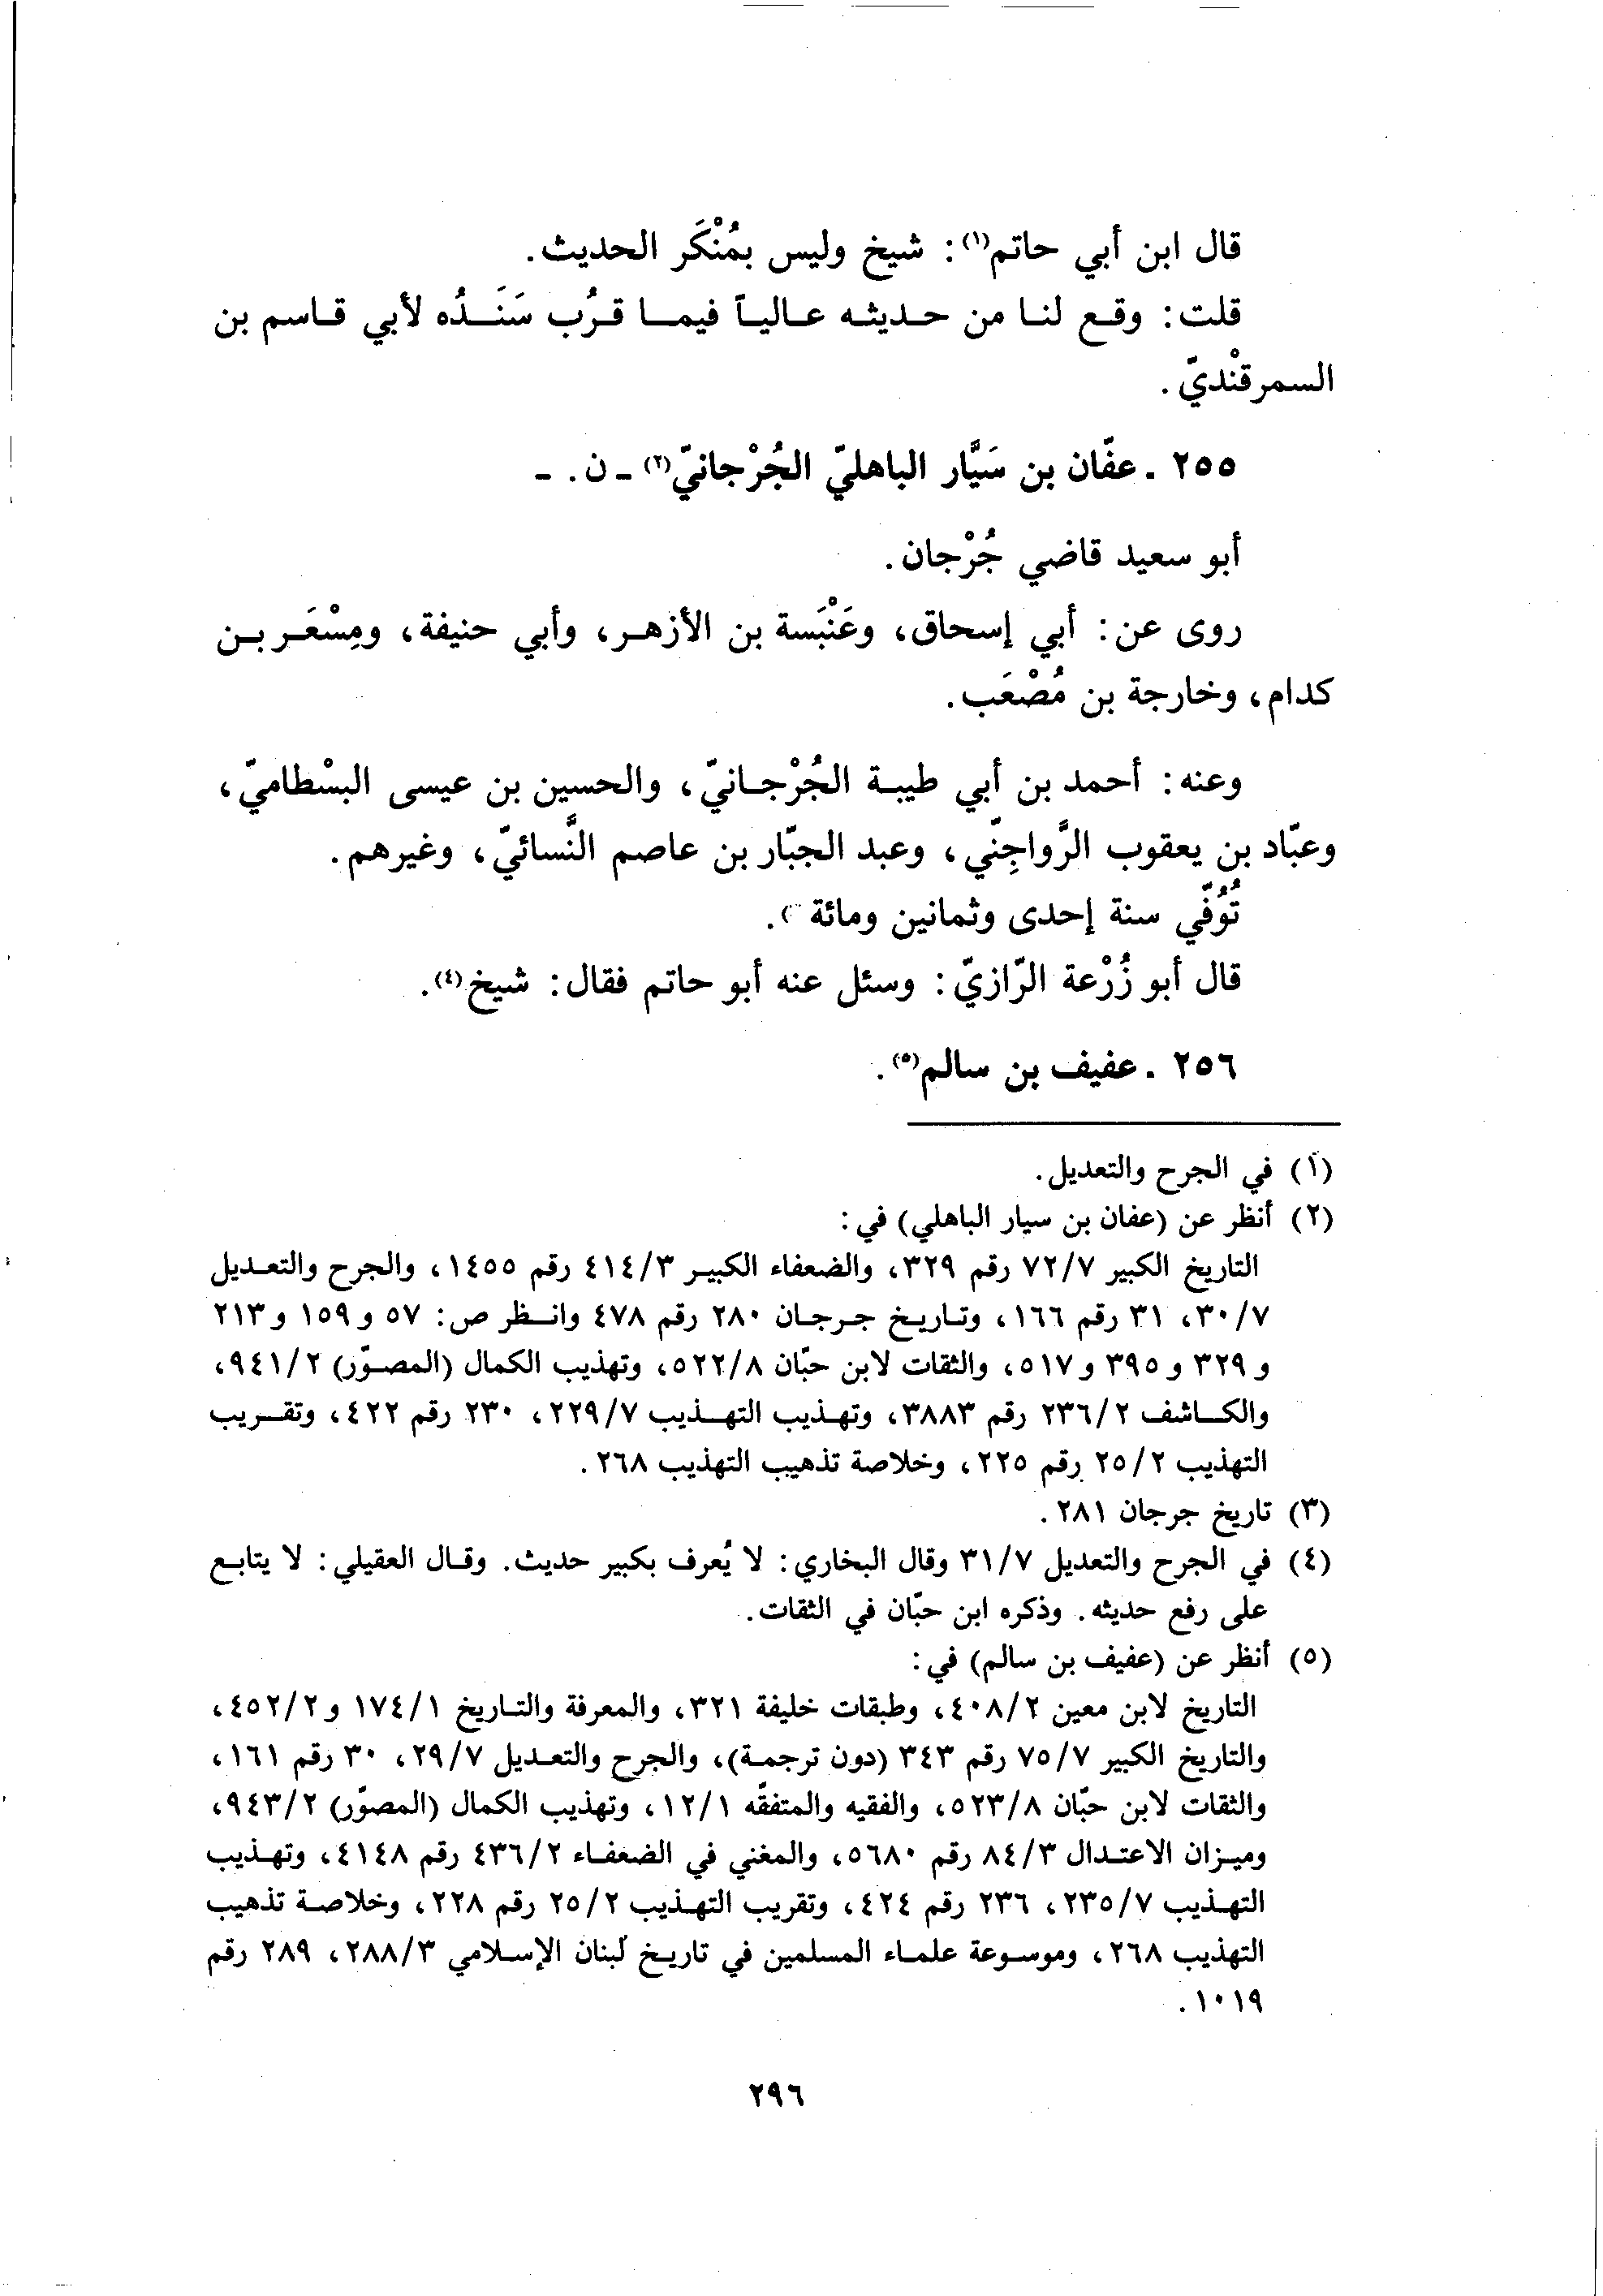 قال ابن أبي حاتم(١): شيخ وليس بمُنْكَر الحديث.
قلت: وقع لنا من حديثه عالياً فيما قرُب سَنَدُه لأبي قاسم بن
السمرقنْديّ.
٢٥٥ ـ عفّان بن سَيَّار الباهليّ الجُرْجانيّ(٢) ـ ن. ـ
أبو سعيد قاضي جُرْجان.
روى عن: أبي إسحاق، وعَنْبَسة بن الأزهر، وأبي حنيفة، ومِسْعَر بن
كدام، وخارجة بن مُصْعَب.
وعنه: أحمد بن أبي طيبة الجُرْجانيّ، والحسين بن عيسى البسْطاميّ،
وعبّاد بن يعقوب الرَّواجِنّي، وعبد الجبّار بن عاصم النَّسائيّ، وغيرهم.
تُوُفّي سنة إحدى وثمانين ومائة.
قال أبو زُرْعة الرّازيّ: وسئل عنه أبو حاتم فقال: شيخ(٤).
٢٥٦ ـ عفيف بن سالم(٥).
(١) في الجرح والتعديل.
(٢) أنظر عن (عفان بن سيار الباهلي) في:
التاريخ الكبير ٧٢/٧ رقم ٣٢٩، والضعفاء الكبير ٤١٤/٣ رقم ١٤٥٥، والجرح والتعديل
٣٠/٧، ٣١ رقم ١٦٦، وتاريخ جرجان ٢٨٠ رقم ٤٧٨ وانظر ص: ٥٧ و١٥٩ و٢١٣
و٣٢٩ و٣٩٥ و٥١٧، والثقات لابن حبّان ٥٢٢/٨، وتهذيب الكمال (المصوّر) ٩٤١/٢،
والكاشف ٢٣٦/٢ رقم ٣٨٨٣، وتهذيب التهذيب ٢٢٩/٧، ٢٣٠ رقم ٤٢٢، وتقريب
التهذيب ٢٥/٢ رقم ٢٢٥، وخلاصة تذهيب التهذيب ٢٦٨.
(٣) تاريخ جرجان ٢٨١.
(٤) في الجرح والتعديل ٣١/٧ وقال البخاري: لا يُعرف بكبير حديث. وقال العقيلي: لا يتابع
على رفع حديثه. وذكره ابن حبّان في الثقات.
(٥) أنظر عن (عفيف بن سالم) في:
التاريخ لابن معين ٤٠٨/٢، وطبقات خليفة ٣٢١، والمعرفة والتاريخ ١٧٤/١ و٤٥٢/٢،
والتاريخ الكبير ٧٥/٧ رقم ٣٤٣ (دون ترجمة)، والجرح والتعديل ٢٩/٧، ٣٠ رقم ١٦١،
والثقات لابن حبّان ٥٢٣/٨، والفقيه والمتفقّه ١٢/١، وتهذيب الكمال (المصوّر) ٩٤٣/٢،
وميزان الاعتدال ٨٤/٣ رقم ٥٦٨٠، والمغني في الضعفاء ٤٣٦/٢ رقم ٤١٤٨، وتهذيب
التهذيب ٢٣٥/٧، ٢٣٦ رقم ٤٢٤، وتقريب التهذيب ٢٥/٢ رقم ٢٢٨، وخلاصة تذهيب
التهذيب ٢٦٨، وموسوعة علماء المسلمين في تاريخ لبنان الإسلامي ٢٨٨/٣، ٢٨٩ رقم
١٠١٩.
٢٩٦